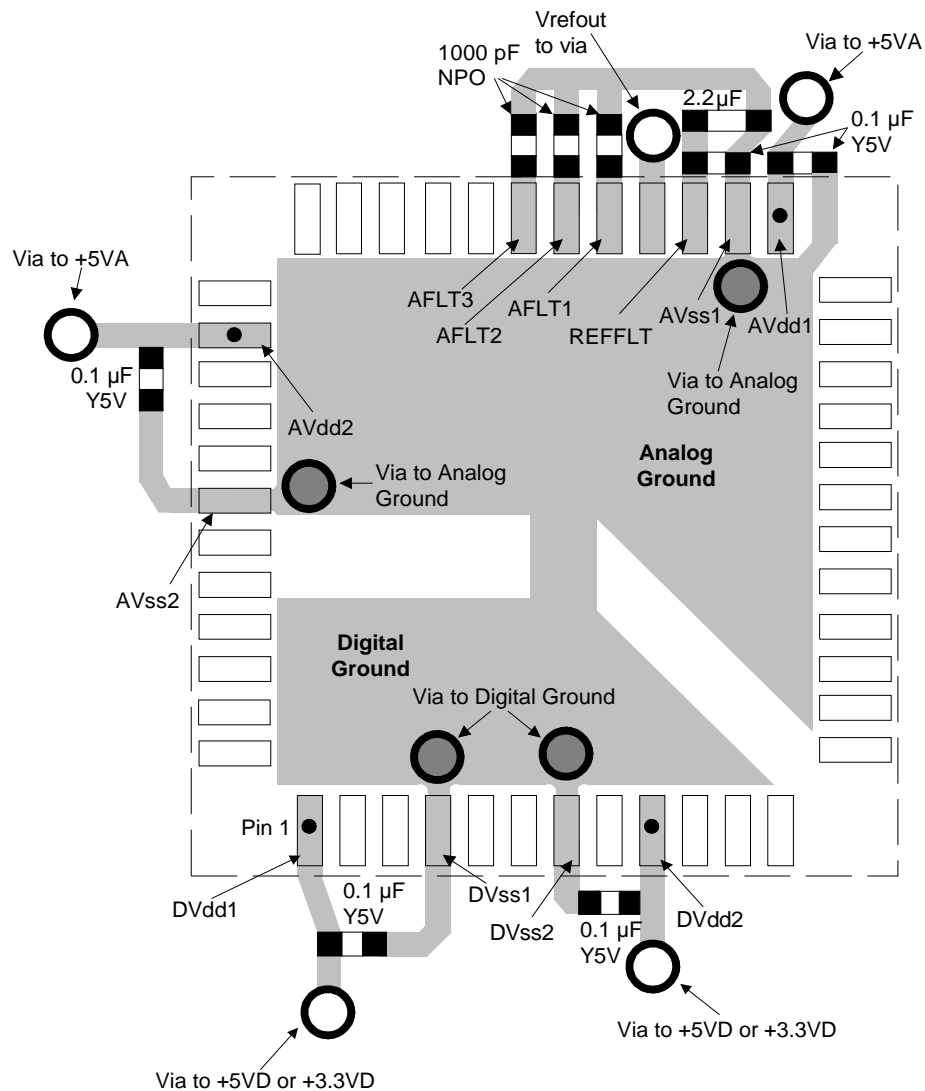 Vrefout
to via
Via to +5VA
1000 pF
NPO
2.2µF
0.1 µF
Y5V
Via to +5VA
AFLT3
AFLT2
AFLT1
REFFLT
AVss1
AVdd1
0.1 µF
Y5V
Via to Analog
Ground
AVdd2
Analog
Ground
Via to Analog
Ground
AVss2
Digital
Ground
Via to Digital Ground
Pin 1
DVdd1
0.1 µF
Y5V
DVss1
DVss2
0.1 µF
Y5V
DVdd2
Via to +5VD or +3.3VD
Via to +5VD or +3.3VD